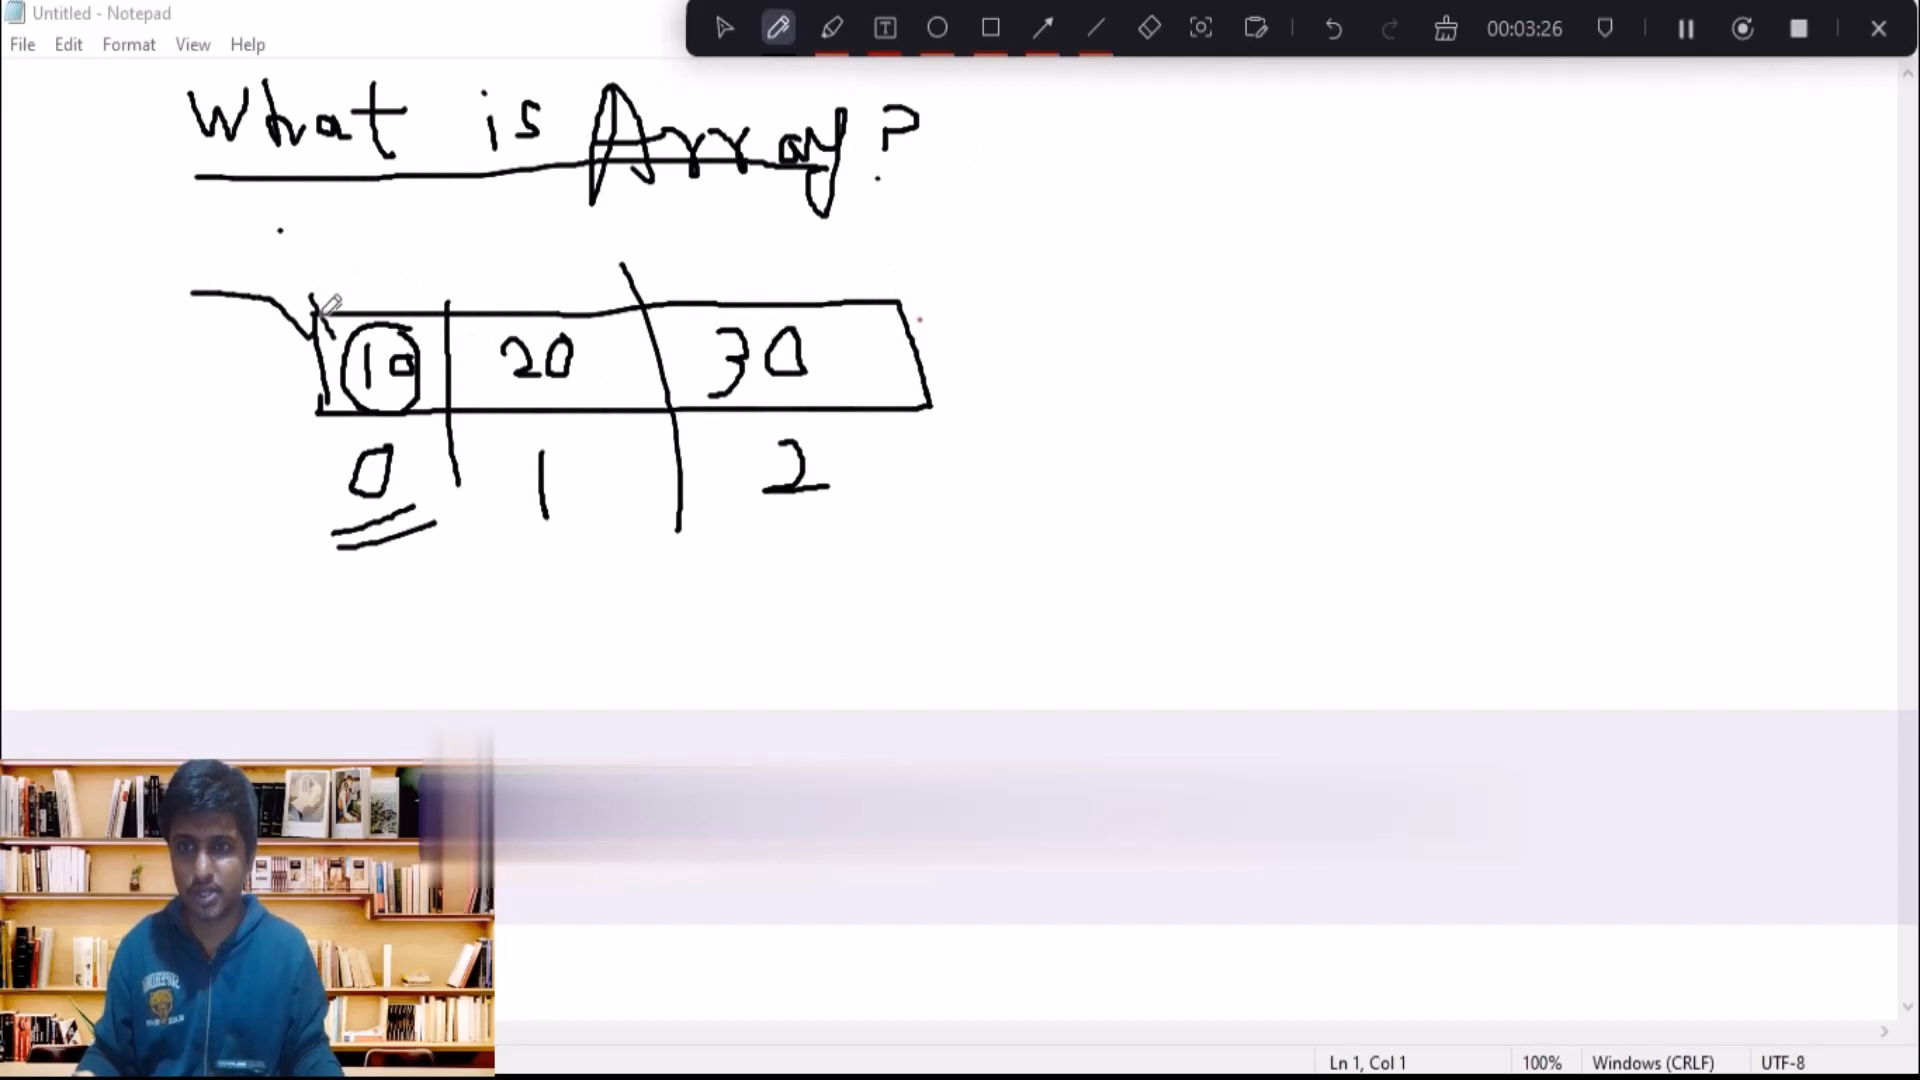 Untitled - Notepad
File Edit Format View Help
00:03:26
What is Array?
10 20 30
0 1 2
Ln 1, Col 1 100% Windows (CRLF) UTF-8